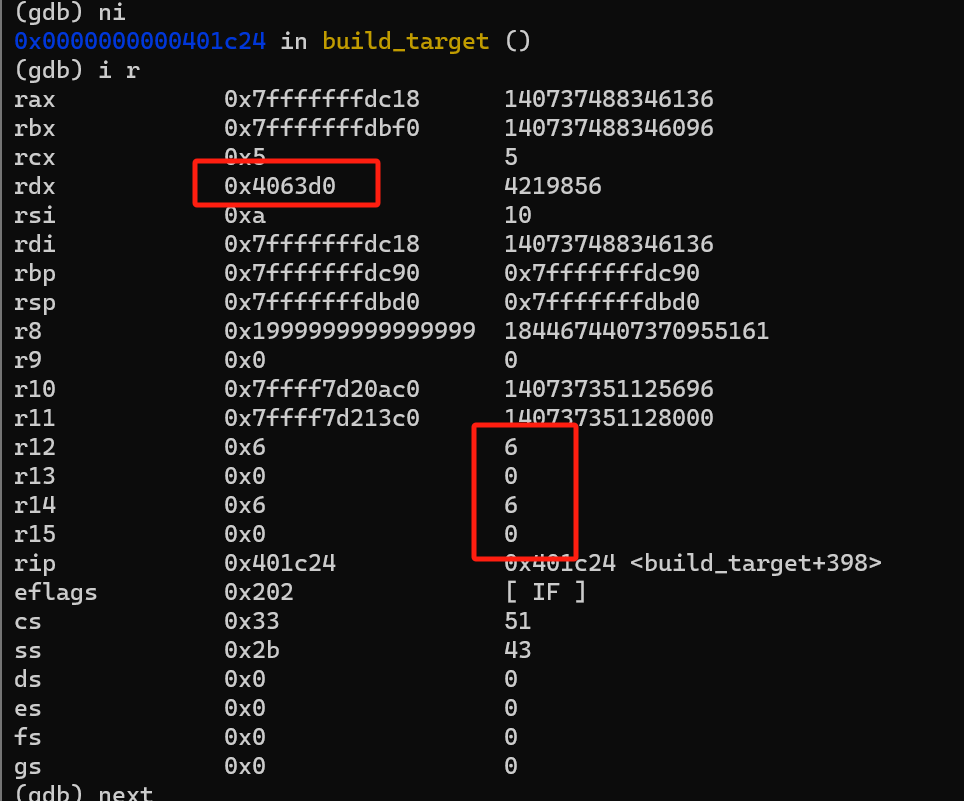 (gdb) ni
0x0000000000401c24 in build_target ()
(gdb) i r
rax 0x7fffffffdc18 140737488346136
rbx 0x7fffffffdbf0 140737488346096
rcx 0x5 5
rdx 0x4063d0 4219856
rsi 0xa 10
rdi 0x7fffffffdc18 140737488346136
rbp 0x7fffffffdc90 0x7fffffffdc90
rsp 0x7fffffffdbd0 0x7fffffffdbd0
r8 0x1999999999999999 1844674407370955161
r9 0x0 0
r10 0x7ffff7d20ac0 140737351125696
r11 0x7ffff7d213c0 140737351128000
r12 0x6 6
r13 0x0 0
r14 0x6 6
r15 0x0 0
rip 0x401c24 0x401c24 <build_target+398>
eflags 0x202 [ IF ]
cs 0x33 51
ss 0x2b 43
ds 0x0 0
es 0x0 0
fs 0x0 0
gs 0x0 0
(gdb) next